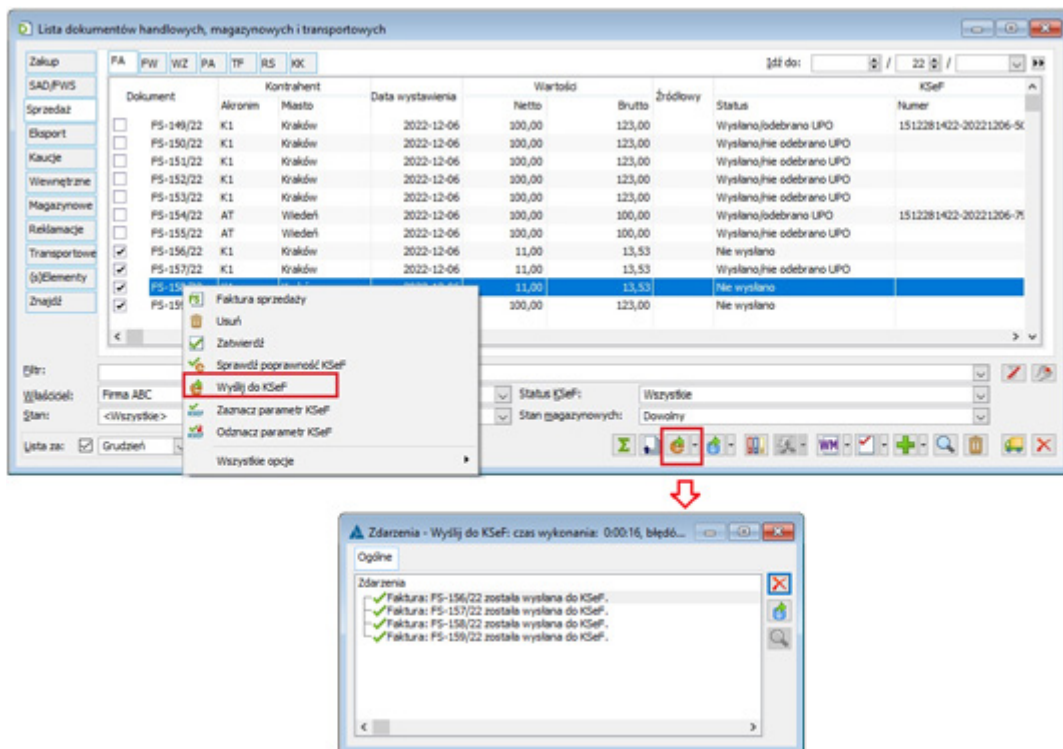 Lista dokumentów handlowych, magazynowych i transportowych
Zakup FA FW WZ PA TF RS KK Idź do: / 22 /
SAD/FWS
Sprzedaż
Eksport
Kaucje
Wewnętrzne
Magazynowe
Reklamacje
Transportowe
(s)Elementy
Znajdź
Dokument Kontrahent Data wystawienia Wartości Źródłowy KSeF
Akronim Miasto Netto Brutto Status Numer
FS-149/22 K1 Kraków 2022-12-06 100,00 123,00 Wysłano/odebrano UPO 1512281422-20221206-50
FS-150/22 K1 Kraków 2022-12-06 100,00 123,00 Wysłano/nie odebrano UPO
FS-151/22 K1 Kraków 2022-12-06 100,00 123,00 Wysłano/nie odebrano UPO
FS-152/22 K1 Kraków 2022-12-06 100,00 123,00 Wysłano/nie odebrano UPO
FS-153/22 K1 Kraków 2022-12-06 100,00 123,00 Wysłano/nie odebrano UPO
FS-154/22 AT Wiedeń 2022-12-06 100,00 100,00 Wysłano/odebrano UPO 1512281422-20221206-75
FS-155/22 AT Wiedeń 2022-12-06 100,00 100,00 Wysłano/nie odebrano UPO
FS-156/22 K1 Kraków 2022-12-06 11,00 13,53 Nie wysłano
FS-157/22 K1 Kraków 2022-12-06 11,00 13,53 Wysłano/nie odebrano UPO
11,00 13,53 Nie wysłano
100,00 123,00 Nie wysłano
Faktura sprzedaży
Usuń
Zatwierdź
Sprawdź poprawność KSeF
Wyślij do KSeF
Zaznacz parametr KSeF
Odznacz parametr KSeF
Wszystkie opcje
Filtr:
Właściciel: Firma ABC Status KSeF: Wszystkie
Stan: <Wszystkie> Stan magazynowych: Dowolny
Lista za: Grudzień WM
Zdarzenia - Wyślij do KSeF: czas wykonania: 0:00:16, błędó...
Ogólne
Zdarzenia
Faktura: FS-156/22 została wysłana do KSeF.
Faktura: FS-157/22 została wysłana do KSeF.
Faktura: FS-158/22 została wysłana do KSeF.
Faktura: FS-159/22 została wysłana do KSeF.